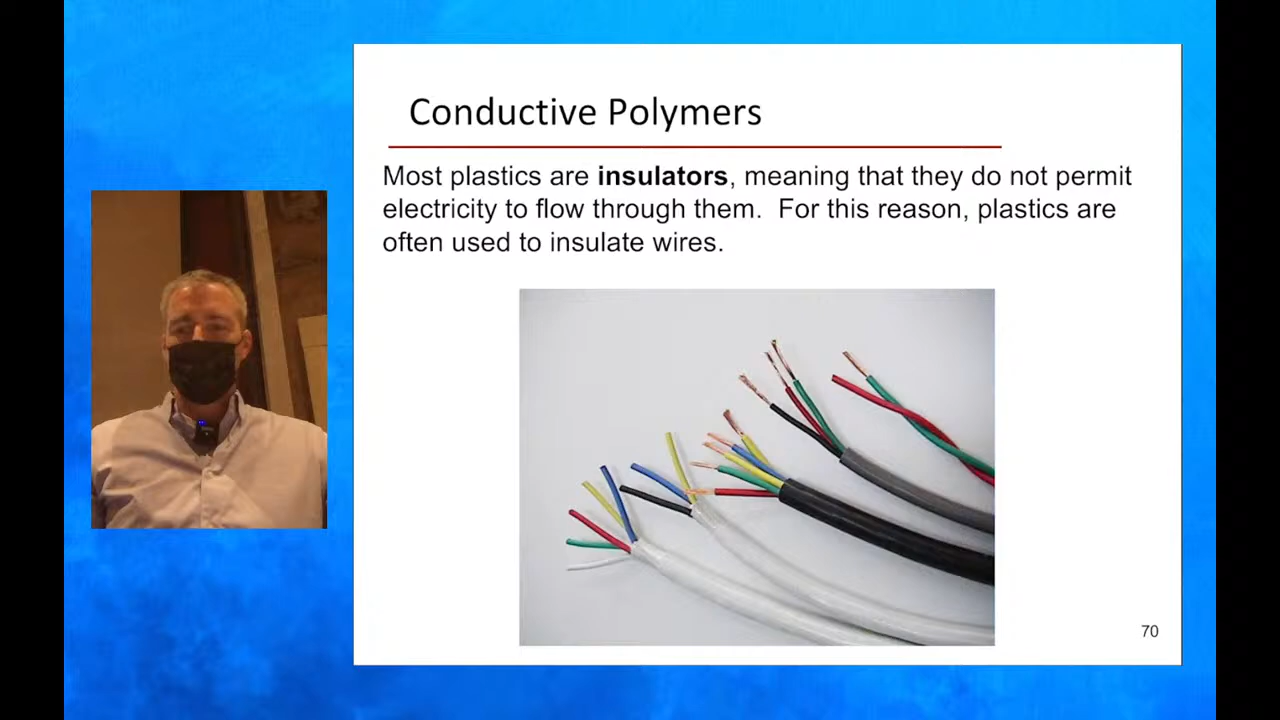 Conductive Polymers
Most plastics are insulators, meaning that they do not permit
electricity to flow through them.  For this reason, plastics are
often used to insulate wires.
70